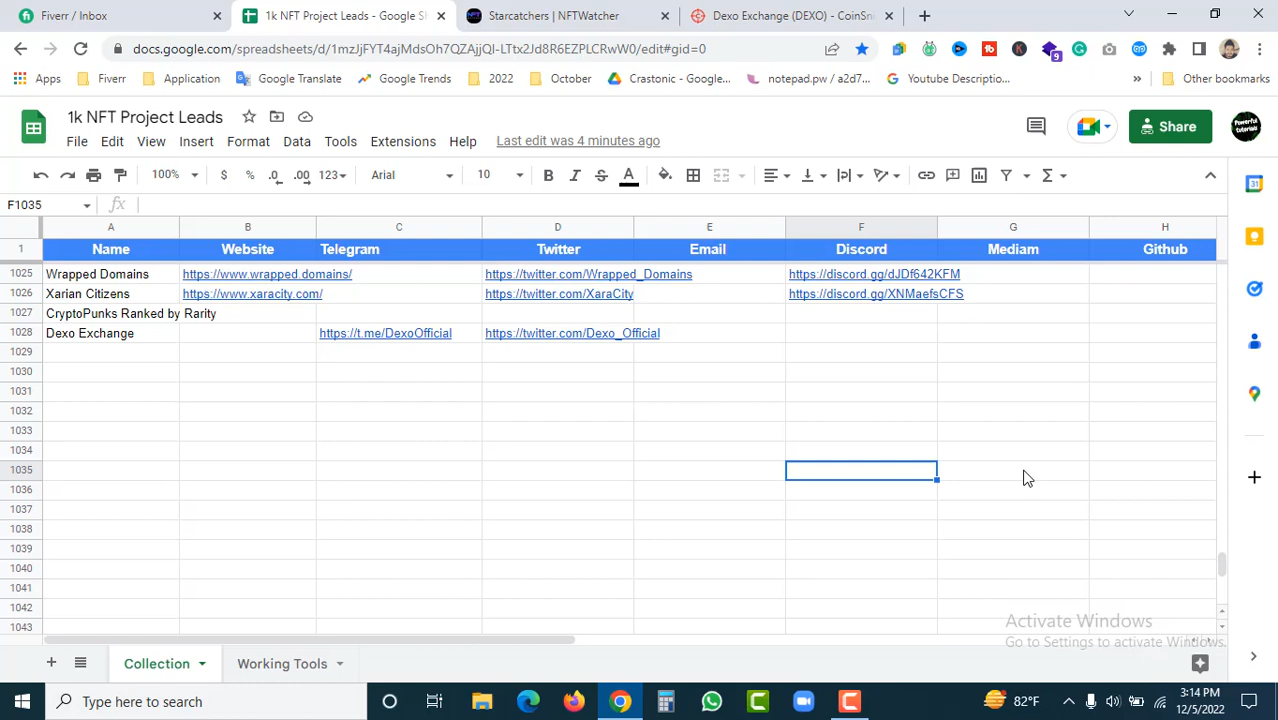 Fiverr / Inbox
1k NFT Project Leads - Google Sh
Starcatchers | NFTWatcher
Dexo Exchange (DEXO) - CoinSni
docs.google.com/spreadsheets/d/1mzJjFYT4ajMdsOh7QZAjjQI-LTtx2Jd8R6EZPLCRwW0/edit#gid=0
9
Apps Fiverr Application Google Translate Google Trends 2022 October Crastonic - Google... notepad.pw / a2d7... Youtube Descriptio... » Other bookmarks
1k NFT Project Leads
Share
File Edit View Insert Format Data Tools Extensions Help Last edit was 4 minutes ago
100% $ % .0 .00 123 Arial 10 B I S A
F1035 fx
A B C D E F G H
1 Name Website Telegram Twitter Email Discord Mediam Github
1025 Wrapped Domains https://www.wrapped.domains/ https://twitter.com/Wrapped_Domains https://discord.gg/dJDf642KFM
1026 Xarian Citizens https://www.xaracity.com/ https://twitter.com/XaraCity https://discord.gg/XNMaefsCFS
1027 CryptoPunks Ranked by Rarity
1028 Dexo Exchange https://t.me/DexoOfficial https://twitter.com/Dexo_Official
1029
1030
1031
1032
1033
1034
1035
1036
1037
1038
1039
1040
1041
1042
1043
Activate Windows
Go to Settings to activate Windows.
Collection Working Tools
Type here to search
82°F
3:14 PM
12/5/2022